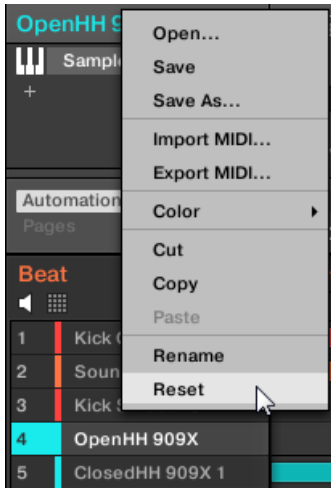 OpenHH 9
Open...
Save
Save As...
Import MIDI...
Export MIDI...
Color
Cut
Copy
Paste
Rename
Reset
Sample
+
Automation
Pages
Beat
1 Kick
2 Soun
3 Kick
4 OpenHH 909X
5 ClosedHH 909X 1